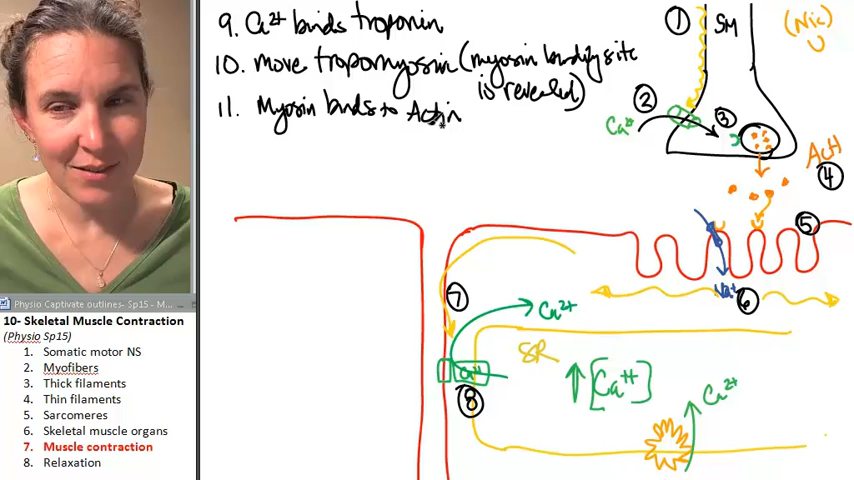 9. Ca²⁺ binds troponin
10. move tropomyosin (myosin binding site
is revealed)
11. Myosin binds to Actin
1
SM
(Nic)
2
3
Ca²⁺
ACH
4
5
Na+
6
7
Ca²⁺
SR
Ca++
8
↑[Ca++]
Ca²⁺
Physio Captivate outlines- Sp15 - M...
10- Skeletal Muscle Contraction
(Physio Sp15)
1. Somatic motor NS
2. Myofibers
3. Thick filaments
4. Thin filaments
5. Sarcomeres
6. Skeletal muscle organs
7. Muscle contraction
8. Relaxation